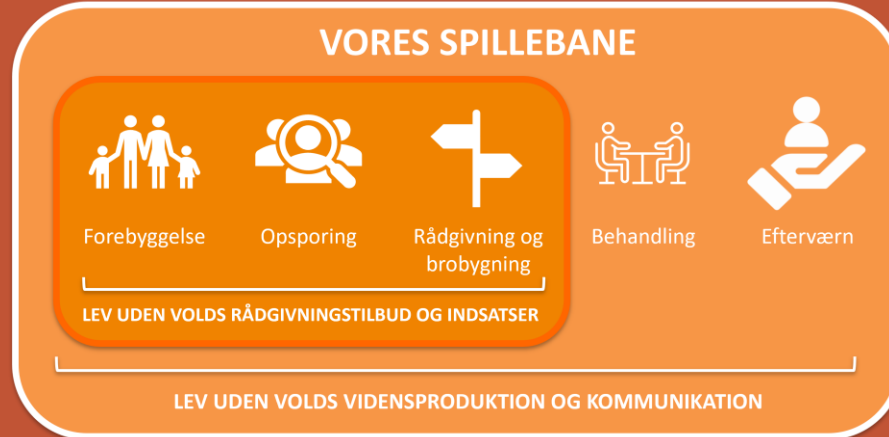 VORES SPILLEBANE
Forebyggelse
Opsporing
Rådgivning og
brobygning
Behandling
Efterværn
LEV UDEN VOLDS RÅDGIVNINGSTILBUD OG INDSATSER
LEV UDEN VOLDS VIDENSPRODUKTION OG KOMMUNIKATION